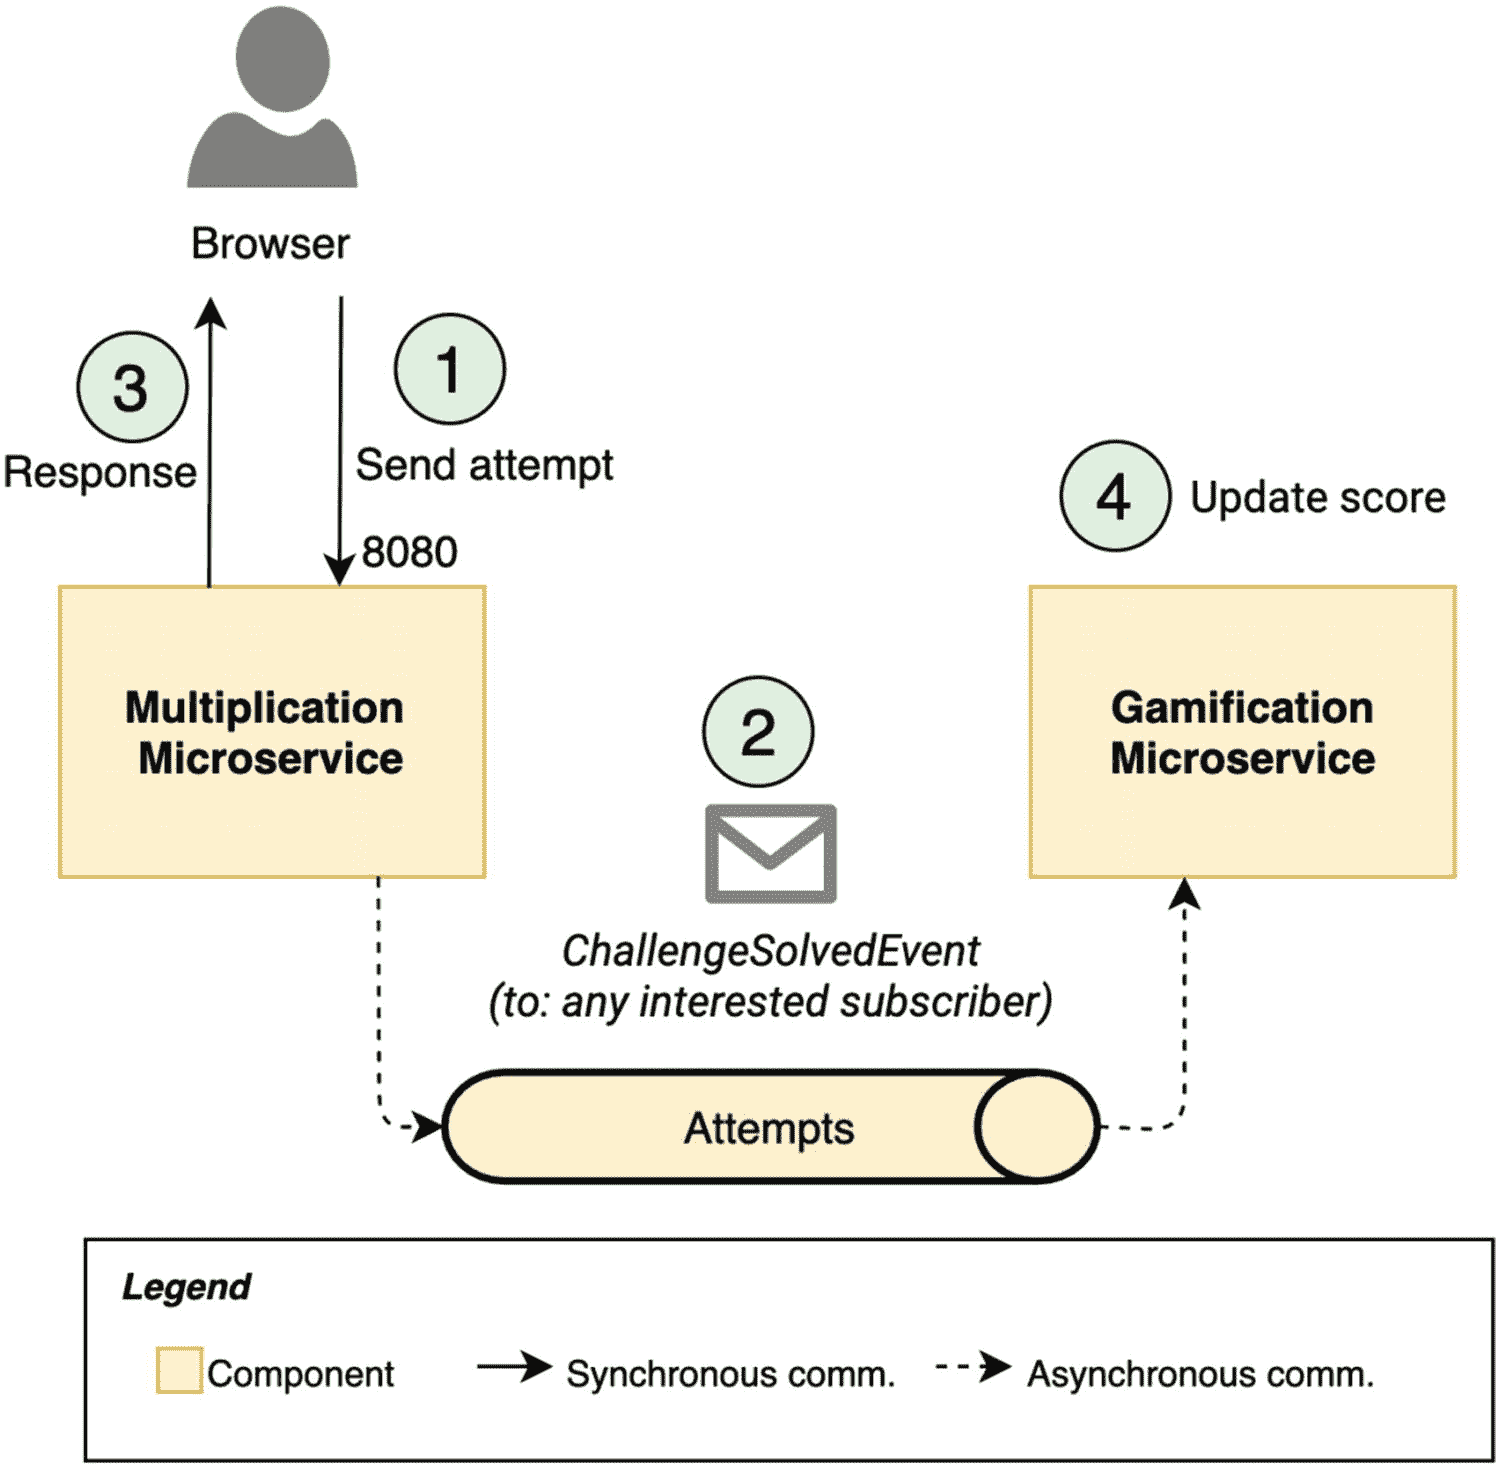 Browser
3
1
Response
Send attempt
8080
4
Update score
Multiplication
Microservice
2
Gamification
Microservice
ChallengeSolvedEvent
(to: any interested subscriber)
Attempts
Legend
Component
Synchronous comm.
Asynchronous comm.